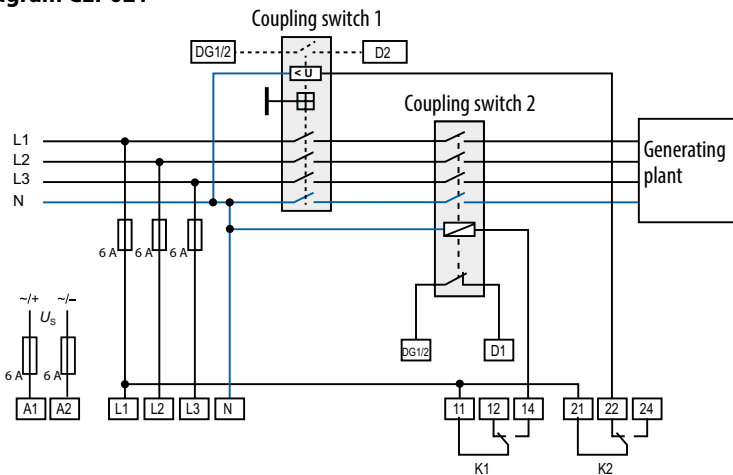 Coupling switch 1
DG1/2
D2
< U
Coupling switch 2
L1
L2
L3
N
Generating
plant
6 A
6 A
6 A
~/+
~/–
US
6 A
6 A
DG1/2
D1
A1
A2
L1
L2
L3
N
11
12
14
21
22
24
K1
K2